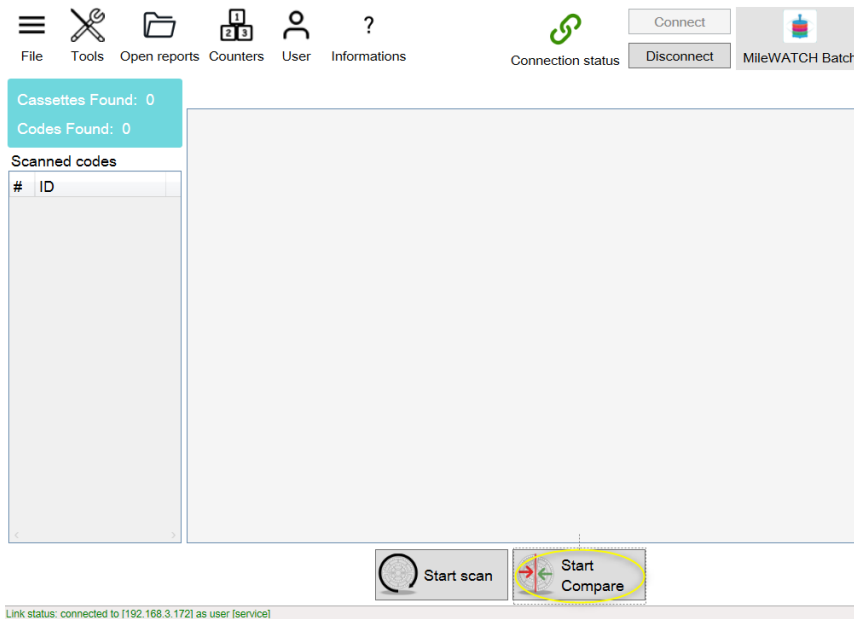 File Tools Open reports Counters User Informations
1
2 3
?
Connection status
Connect
Disconnect
MileWATCH Batch
Cassettes Found: 0
Codes Found: 0
Scanned codes
# ID
Start scan
Start
Compare
Link status: connected to [192.168.3.172] as user [service]